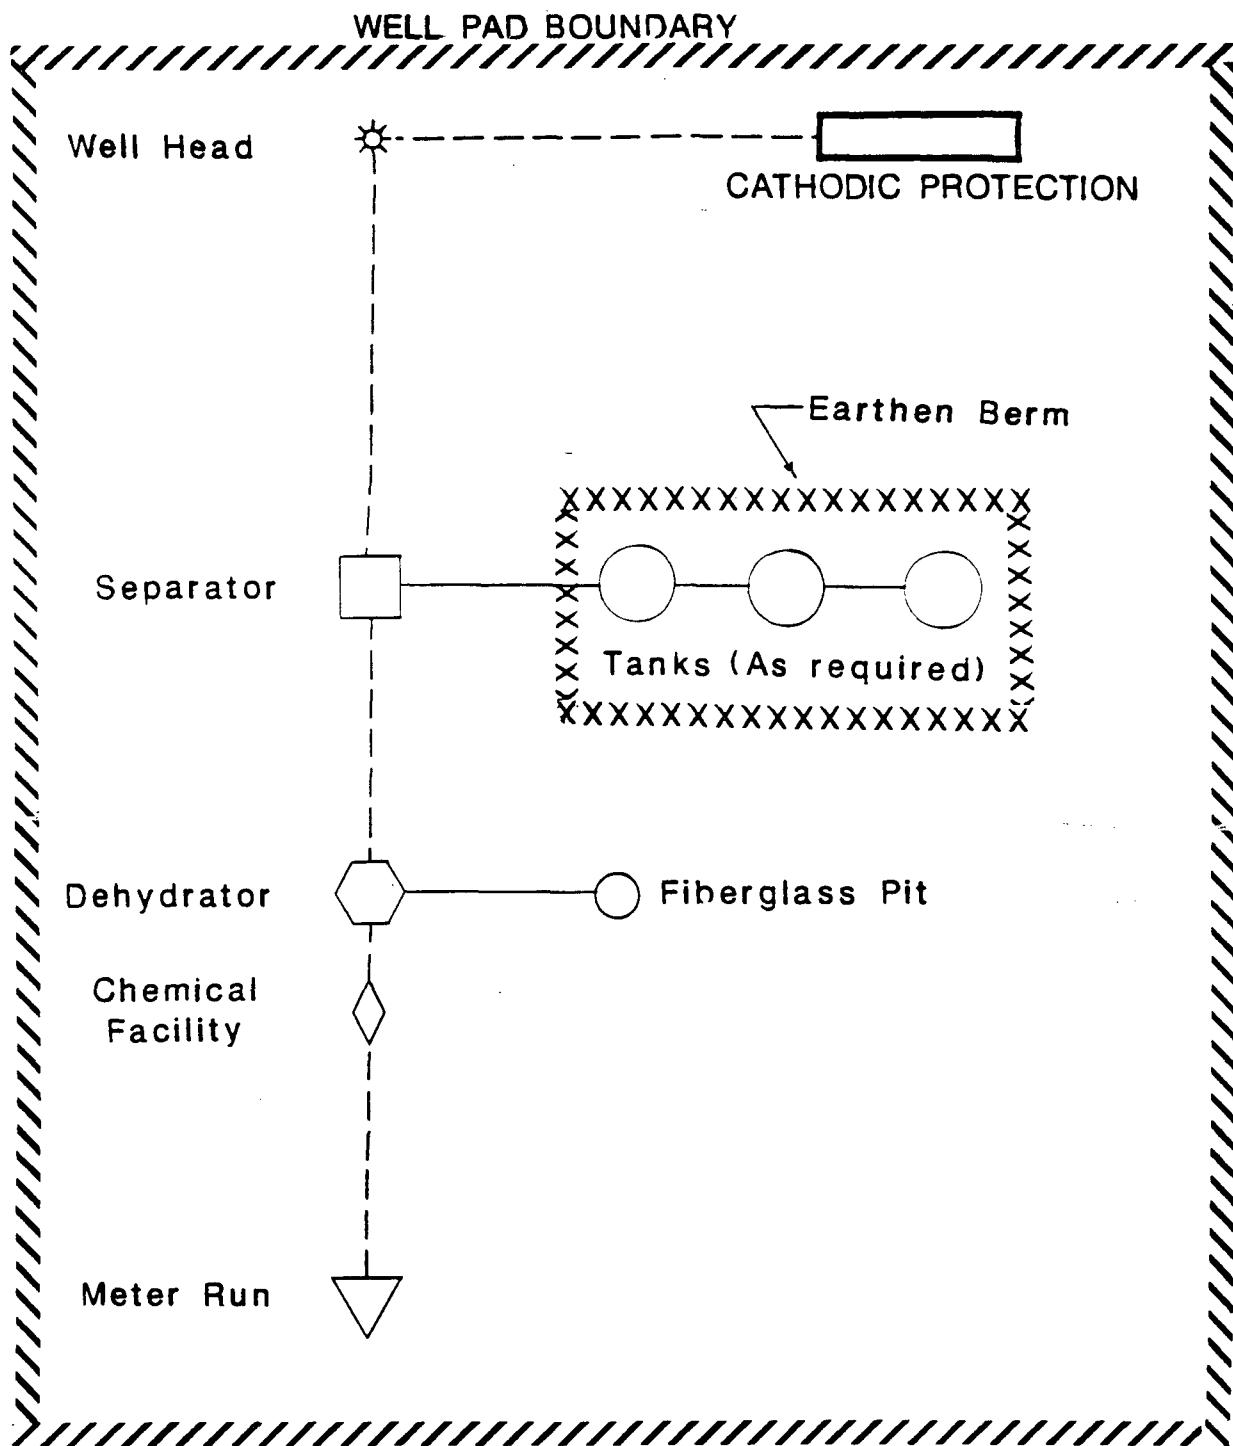 WELL PAD BOUNDARY
Well Head
CATHODIC PROTECTION
Earthen Berm
Separator
Tanks (As required)
Dehydrator
Fiberglass Pit
Chemical
Facility
Meter Run